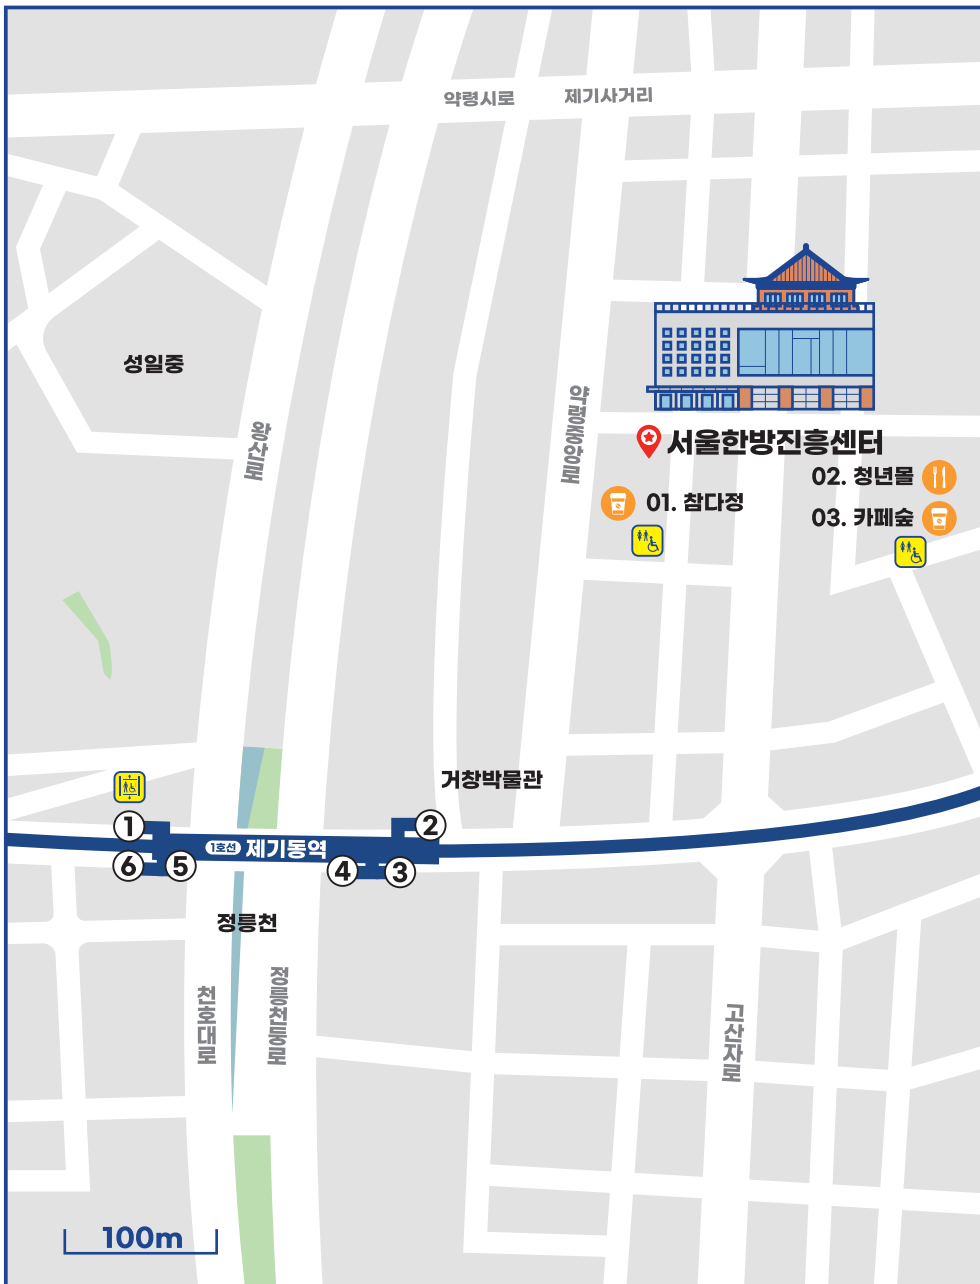 약령시로
제기사거리
성일중
왕산로
약령중앙로
서울한방진흥센터
02. 청년몰
01. 참다정
03. 카페숲
거창박물관
1
2
1호선 제기동역
6
5
4
3
정릉천
천호대로
정릉천동로
고산자로
100m